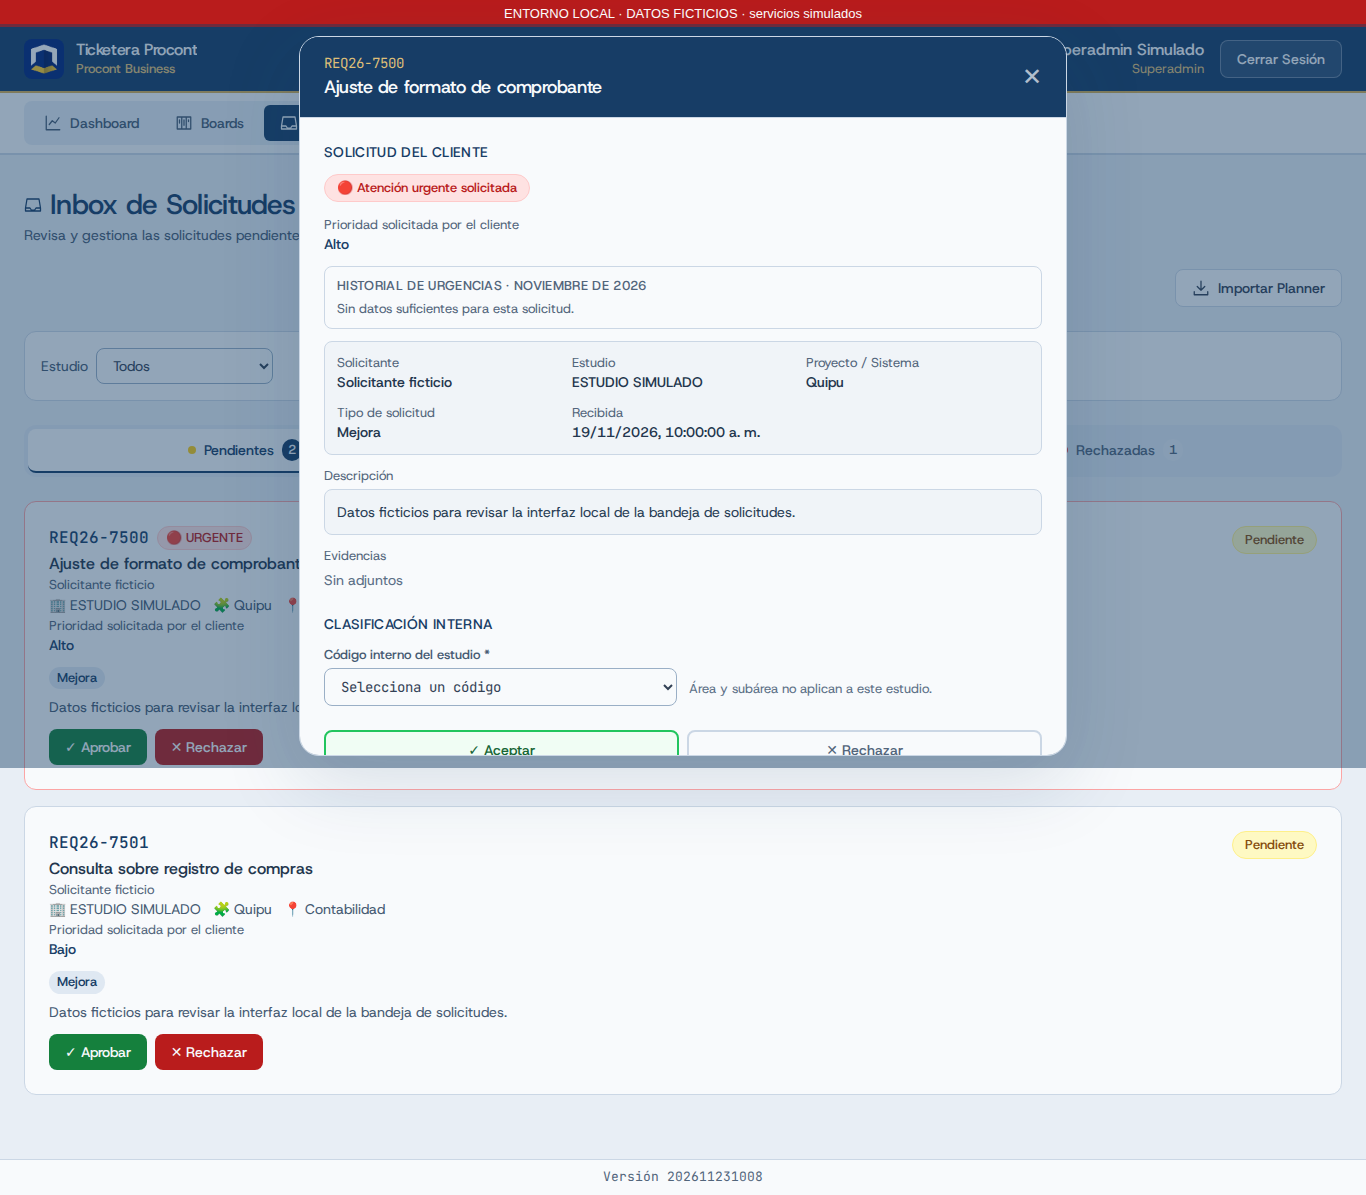 ENTORNO LOCAL · DATOS FICTICIOS · servicios simulados
Ticketera Procont
Procont Business
Superadmin
Cerrar Sesión
Dashboard
Boards
Inbox de Solicitudes
Revisa y gestiona las solicitudes
Importar Planner
Estudio
Todos
Pendientes 2
Rechazadas 1
REQ26-7500
Ajuste de formato de comprobante
✕
SOLICITUD DEL CLIENTE
🔴 Atención urgente solicitada
Prioridad solicitada por el cliente
Alto
HISTORIAL DE URGENCIAS · NOVIEMBRE DE 2026
Sin datos suficientes para esta solicitud.
Solicitante
Estudio
Proyecto / Sistema
Solicitante ficticio
ESTUDIO SIMULADO
Quipu
Tipo de solicitud
Recibida
Mejora
19/11/2026, 10:00:00 a. m.
Descripción
Datos ficticios para revisar la interfaz local de la bandeja de solicitudes.
Evidencias
Sin adjuntos
CLASIFICACIÓN INTERNA
Código interno del estudio *
Selecciona un código
Área y subárea no aplican a este estudio.
✓ Aceptar
✕ Rechazar
REQ26-7500 🔴 URGENTE
Pendiente
Ajuste de formato de
Solicitante ficticio
🏢 ESTUDIO SIMULADO 🧩 Quipu 📍
Prioridad solicitada por el cliente
Alto
Mejora
Datos ficticios para revisar la interfaz
✓ Aprobar
✕ Rechazar
REQ26-7501
Pendiente
Consulta sobre registro de compras
Solicitante ficticio
🏢 ESTUDIO SIMULADO 🧩 Quipu 📍 Contabilidad
Prioridad solicitada por el cliente
Bajo
Mejora
Datos ficticios para revisar la interfaz local de la bandeja de solicitudes.
✓ Aprobar
✕ Rechazar
Versión 202611231008